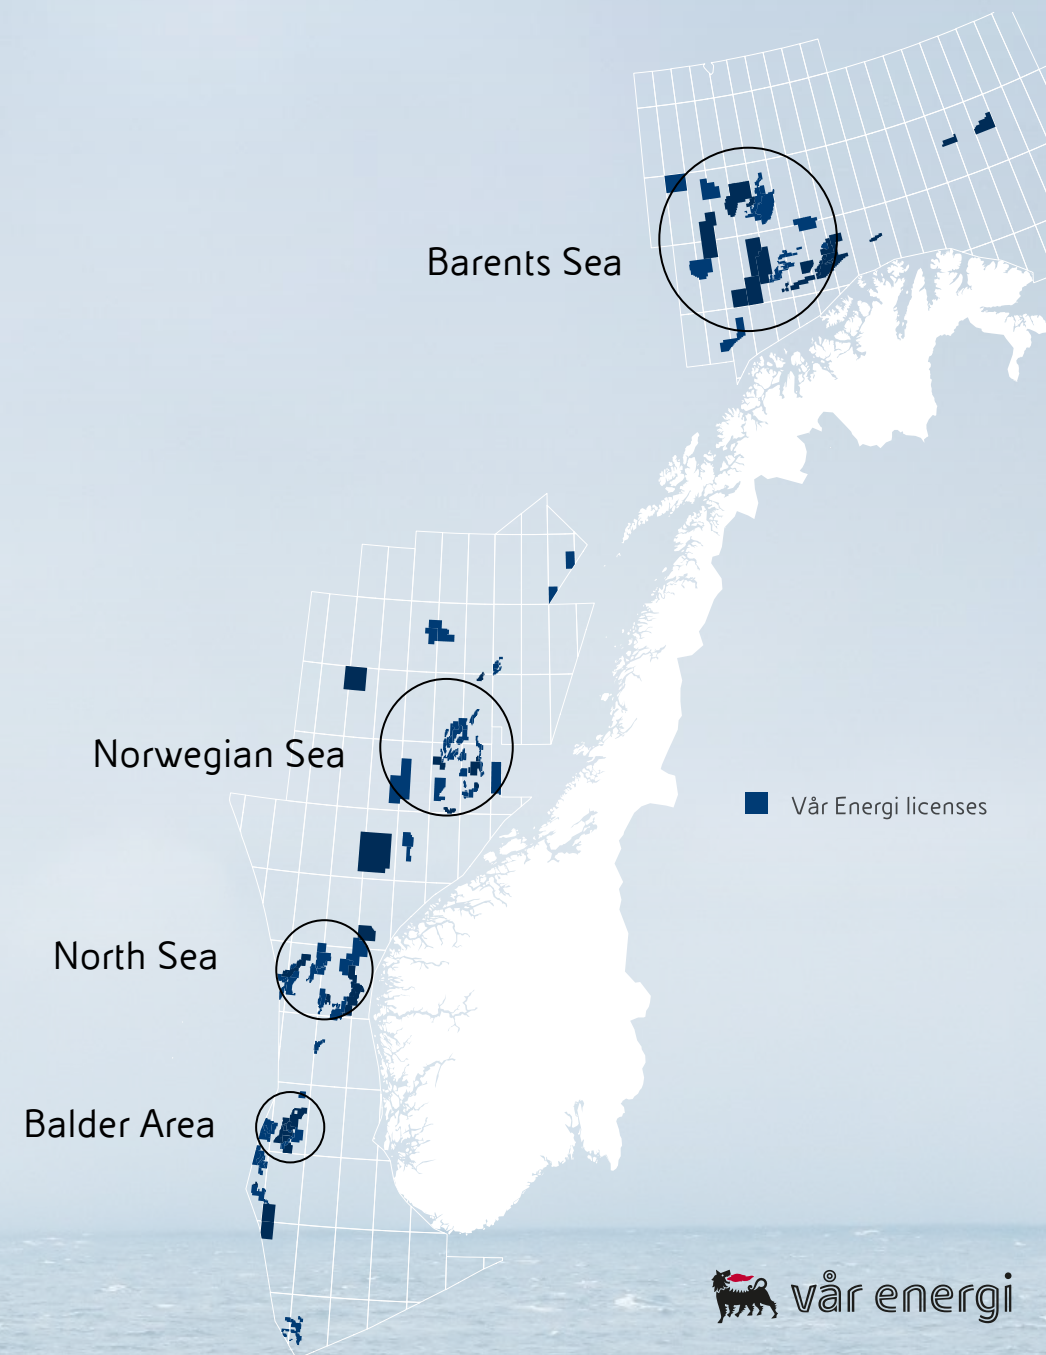 Barents Sea
Norwegian Sea
Vår Energi licenses
North Sea
Balder Area
vår energi